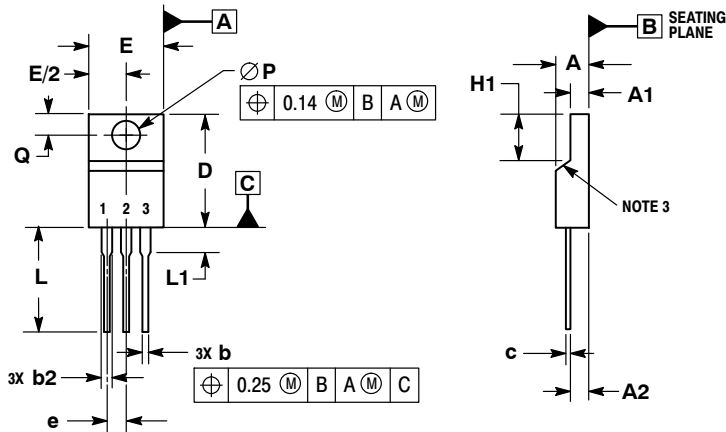 A
E
E/2
∅P
⌖ 0.14 Ⓜ B A Ⓜ
Q
D
C
1 2 3
L
L1
3X b
3X b2
⌖ 0.25 Ⓜ B A Ⓜ C
e
B SEATING
PLANE
A
H1
A1
NOTE 3
c
A2